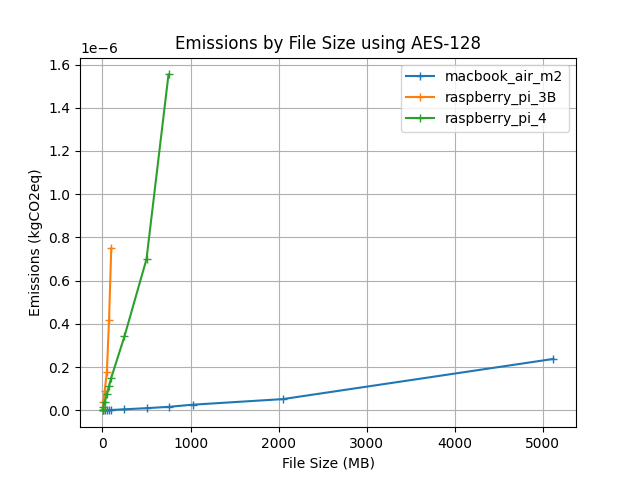 Emissions by File Size using AES-128
1e−6
1.6
1.4
1.2
1.0
0.8
0.6
0.4
0.2
0.0
Emissions (kgCO2eq)
macbook_air_m2
raspberry_pi_3B
raspberry_pi_4
0 1000 2000 3000 4000 5000
File Size (MB)